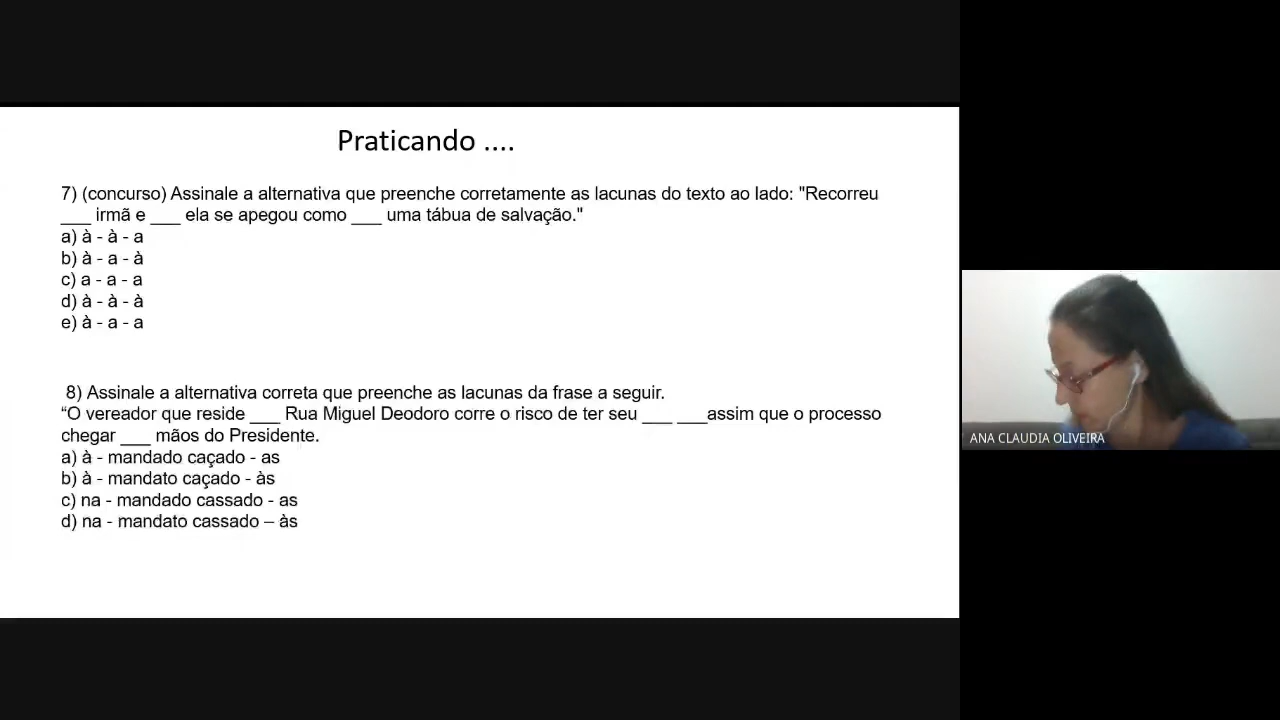 Praticando ....
7) (concurso) Assinale a alternativa que preenche corretamente as lacunas do texto ao lado: "Recorreu
___ irmã e ___ ela se apegou como ___ uma tábua de salvação."
a) à - à - a
b) à - a - à
c) a - a - a
d) à - à - à
e) à - a - a
8) Assinale a alternativa correta que preenche as lacunas da frase a seguir.
“O vereador que reside ___ Rua Miguel Deodoro corre o risco de ter seu ___ ___assim que o processo
chegar ___ mãos do Presidente.
a) à - mandado caçado - as
b) à - mandato caçado - às
c) na - mandado cassado - as
d) na - mandato cassado – às
ANA CLAUDIA OLIVEIRA